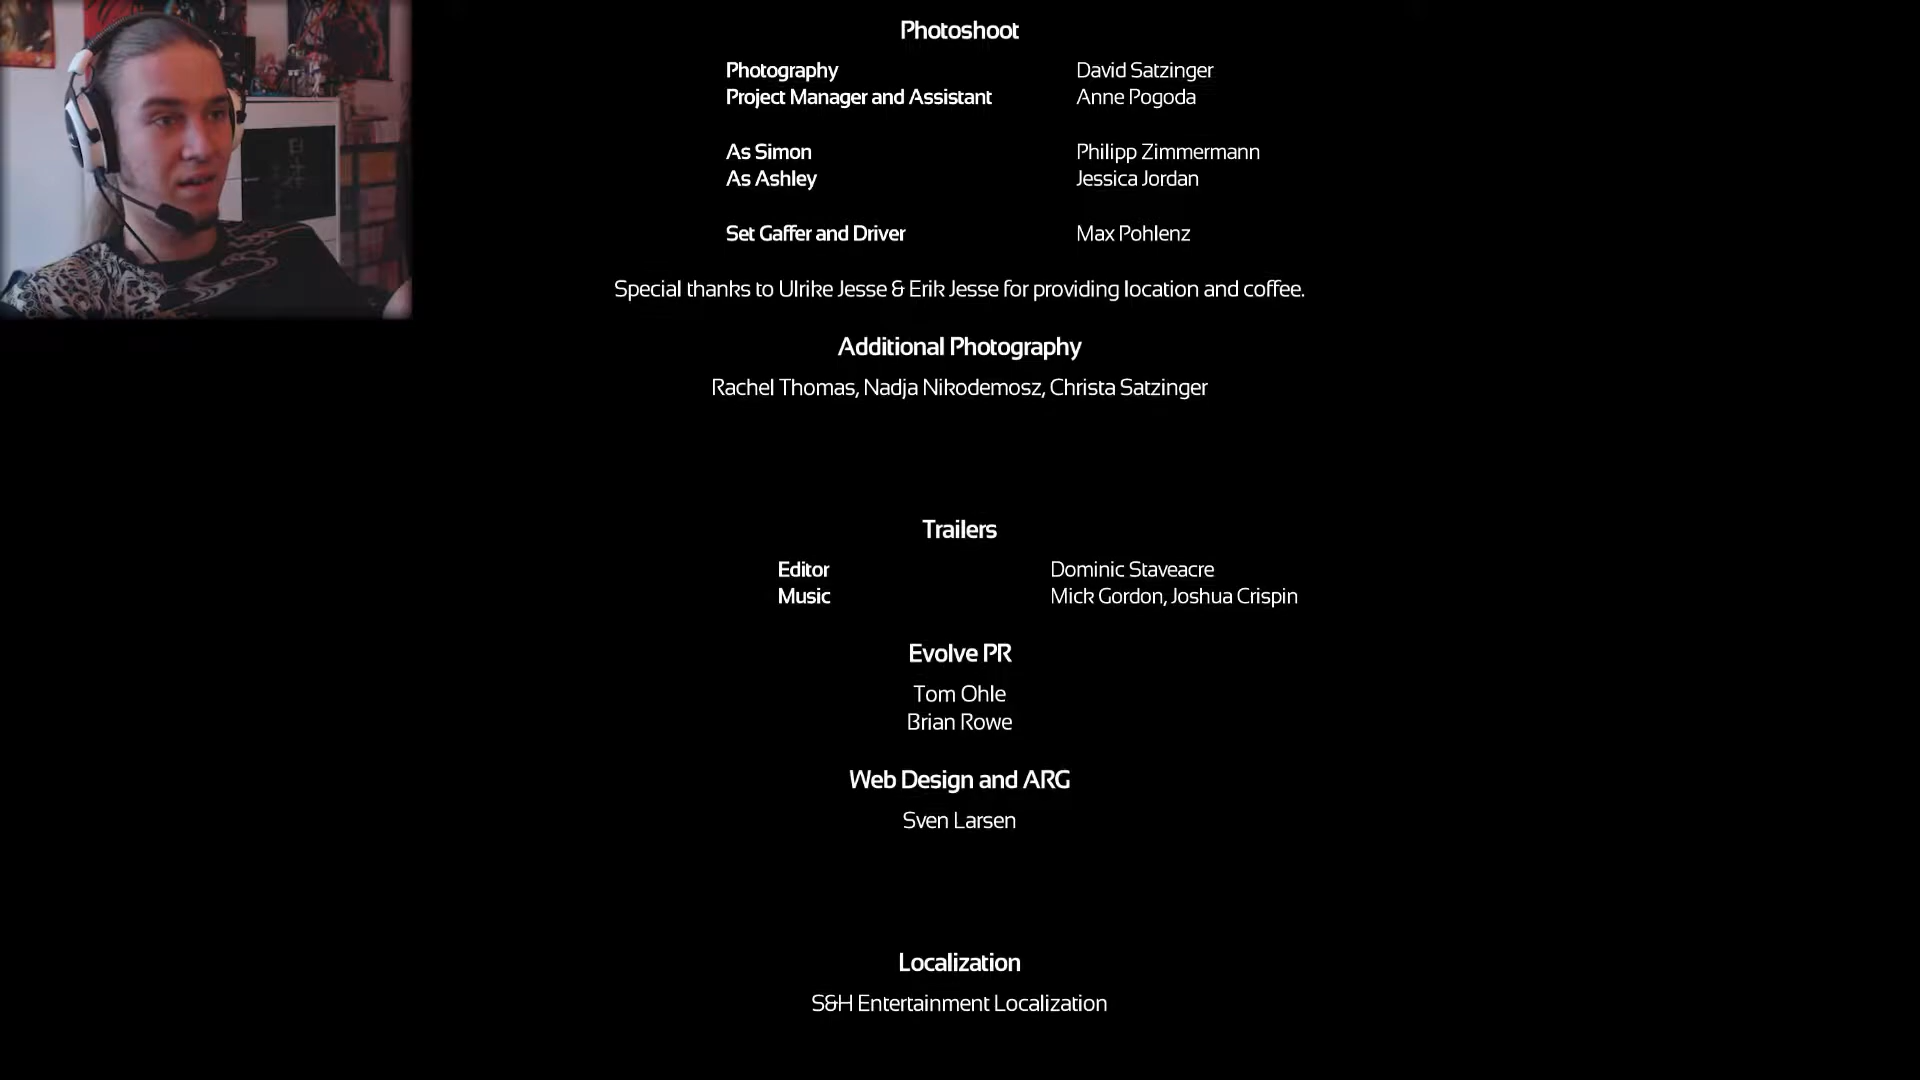 Photoshoot
Photography David Satzinger
Project Manager and Assistant Anne Pogoda
As Simon Philipp Zimmermann
As Ashley Jessica Jordan
Set Gaffer and Driver Max Pohlenz
Special thanks to Ulrike Jesse & Erik Jesse for providing location and coffee.
Additional Photography
Rachel Thomas, Nadja Nikodemosz, Christa Satzinger
Trailers
Editor Dominic Staveacre
Music Mick Gordon, Joshua Crispin
Evolve PR
Tom Ohle
Brian Rowe
Web Design and ARG
Sven Larsen
Localization
S&H Entertainment Localization